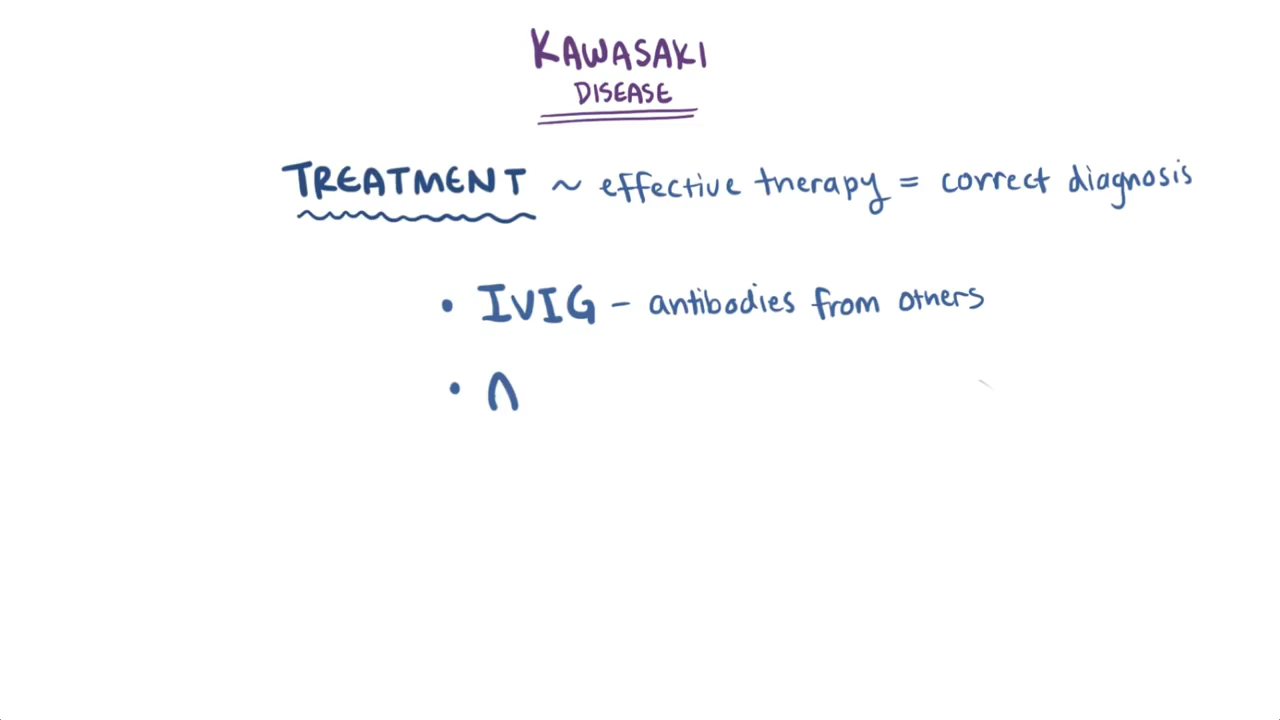 KAWASAKI
DISEASE
TREATMENT ~ effective therapy = correct diagnosis
• IVIG - antibodies from others
•